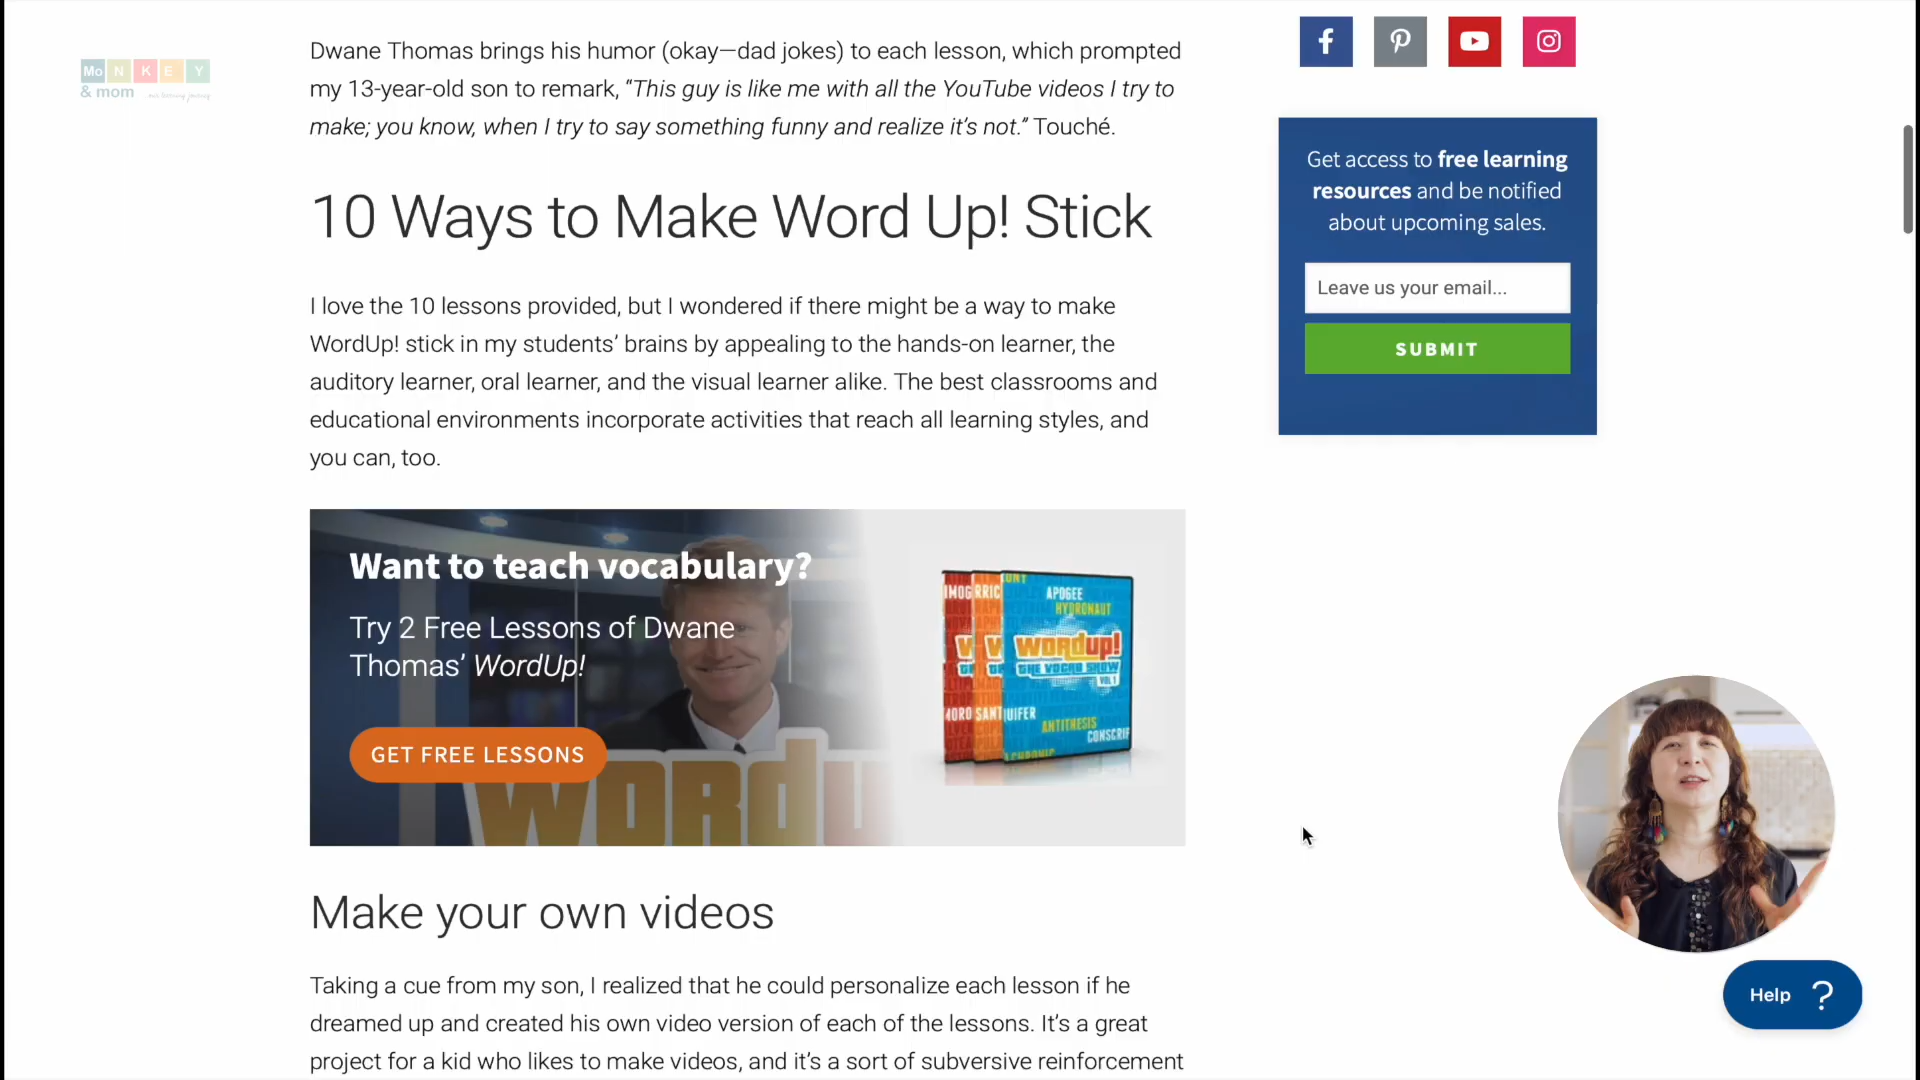 MoNKEY
& mom
our learning journey
Dwane Thomas brings his humor (okay—dad jokes) to each lesson, which prompted
my 13-year-old son to remark, “This guy is like me with all the YouTube videos I try to
make; you know, when I try to say something funny and realize it’s not.” Touché.
10 Ways to Make Word Up! Stick
I love the 10 lessons provided, but I wondered if there might be a way to make
WordUp! stick in my students’ brains by appealing to the hands-on learner, the
auditory learner, oral learner, and the visual learner alike. The best classrooms and
educational environments incorporate activities that reach all learning styles, and
you can, too.
Want to teach vocabulary?
Try 2 Free Lessons of Dwane
Thomas’ WordUp!
GET FREE LESSONS
wordu
APOGEE
HYDRONAUT
wordup!
THE VOCAB SHOW
VOL 1
ANTITHESIS
CONSCRIP
Make your own videos
Taking a cue from my son, I realized that he could personalize each lesson if he
dreamed up and created his own video version of each of the lessons. It’s a great
project for a kid who likes to make videos, and it’s a sort of subversive reinforcement
Get access to free learning
resources and be notified
about upcoming sales.
Leave us your email...
SUBMIT
Help ?